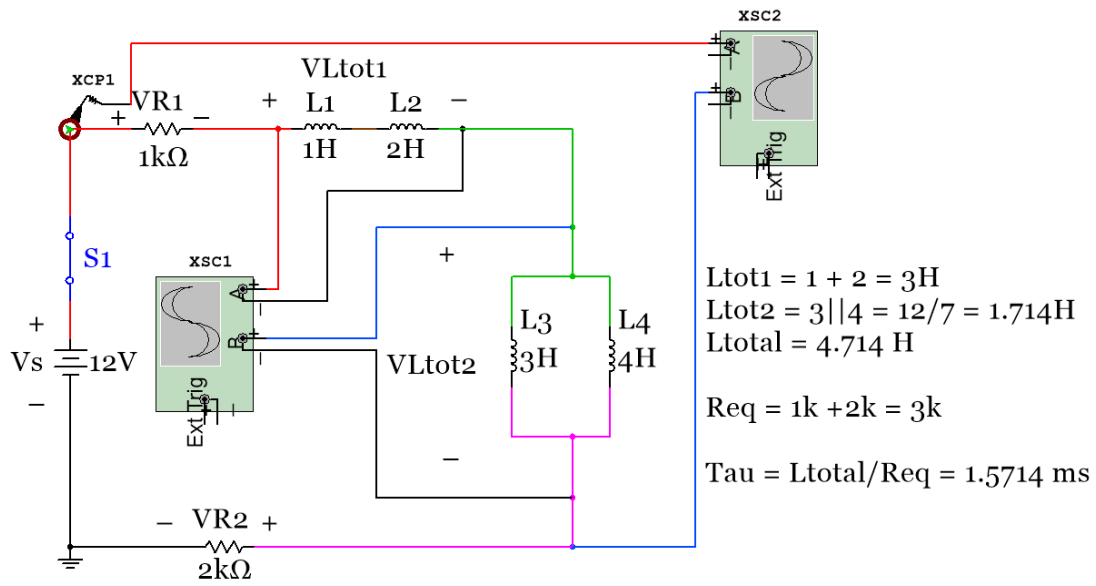 XSC2
XCP1
VLtot1
A
VR1
+ −
+ L1 L2 −
B
1kΩ
1H 2H
Ext Trig
S1
XSC1
+
A
B
Ltot1 = 1 + 2 = 3H
Ltot2 = 3||4 = 12/7 = 1.714H
Ltotal = 4.714 H
L3 L4
3H 4H
+
Vs 12V
−
VLtot2
Ext Trig
Req = 1k +2k = 3k
−
Tau = Ltotal/Req = 1.5714 ms
− VR2 +
2kΩ